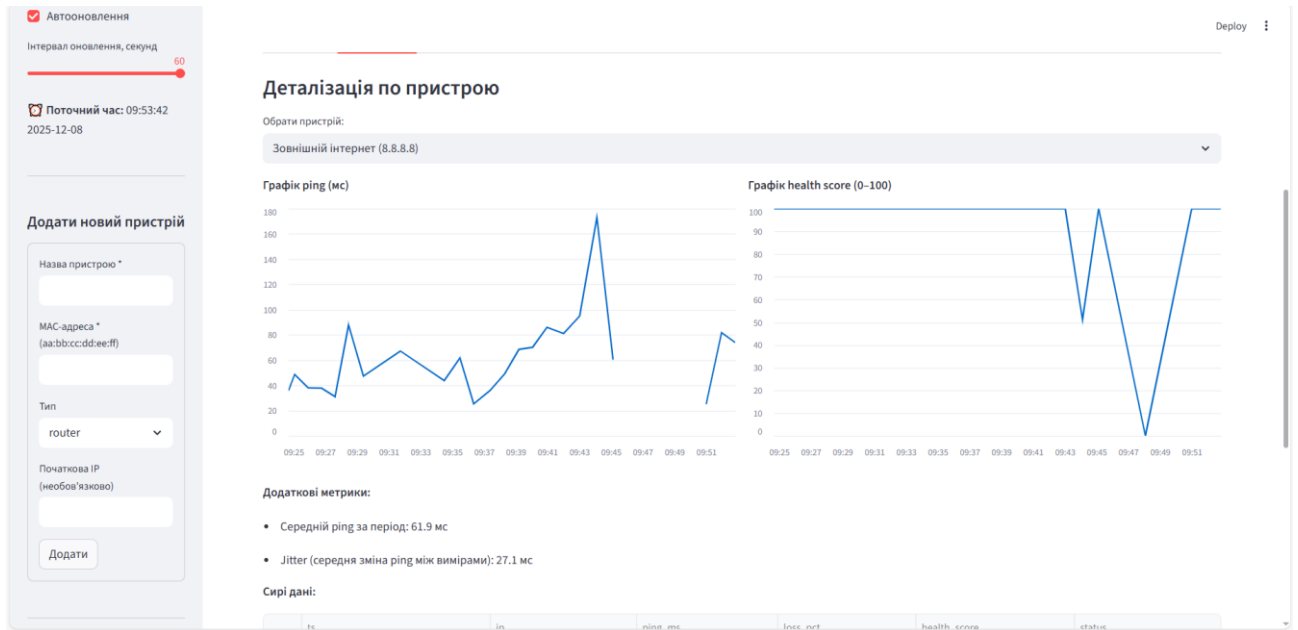 Автооновлення
Інтервал оновлення, секунд
60
Поточний час: 09:53:42
2025-12-08
Додати новий пристрій
Назва пристрою *
MAC-адреса *
(aa:bb:cc:dd:ee:ff)
Тип
router
Початкова IP
(необов'язково)
Додати
Deploy
Деталізація по пристрою
Обрати пристрій:
Зовнішній інтернет (8.8.8.8)
Графік ping (мс)
180
160
140
120
100
80
60
40
20
0
09:25 09:27 09:29 09:31 09:33 09:35 09:37 09:39 09:41 09:43 09:45 09:47 09:49 09:51
Графік health score (0–100)
100
90
80
70
60
50
40
30
20
10
0
09:25 09:27 09:29 09:31 09:33 09:35 09:37 09:39 09:41 09:43 09:45 09:47 09:49 09:51
Додаткові метрики:
Середній ping за період: 61.9 мс
Jitter (середня зміна ping між вимірами): 27.1 мс
Сирі дані:
ts ip ping_ms loss_pct health_score status